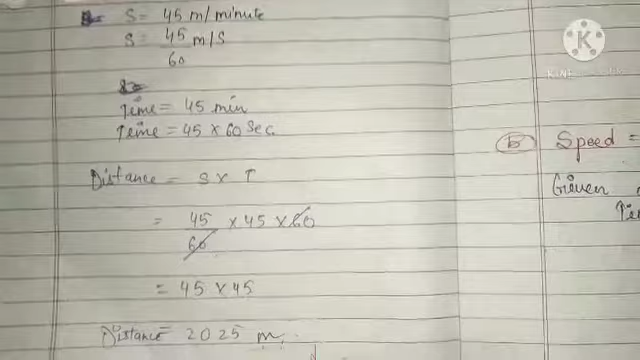 S = 45 m/minute
S = 45/60 m/s
Time = 45 min
Time = 45 x 60 Sec.
Distance = S x T
= 45/60 x 45 x 60
= 45 x 45
Distance = 2025 m.
K
KINEMASTER
b Speed =
Given